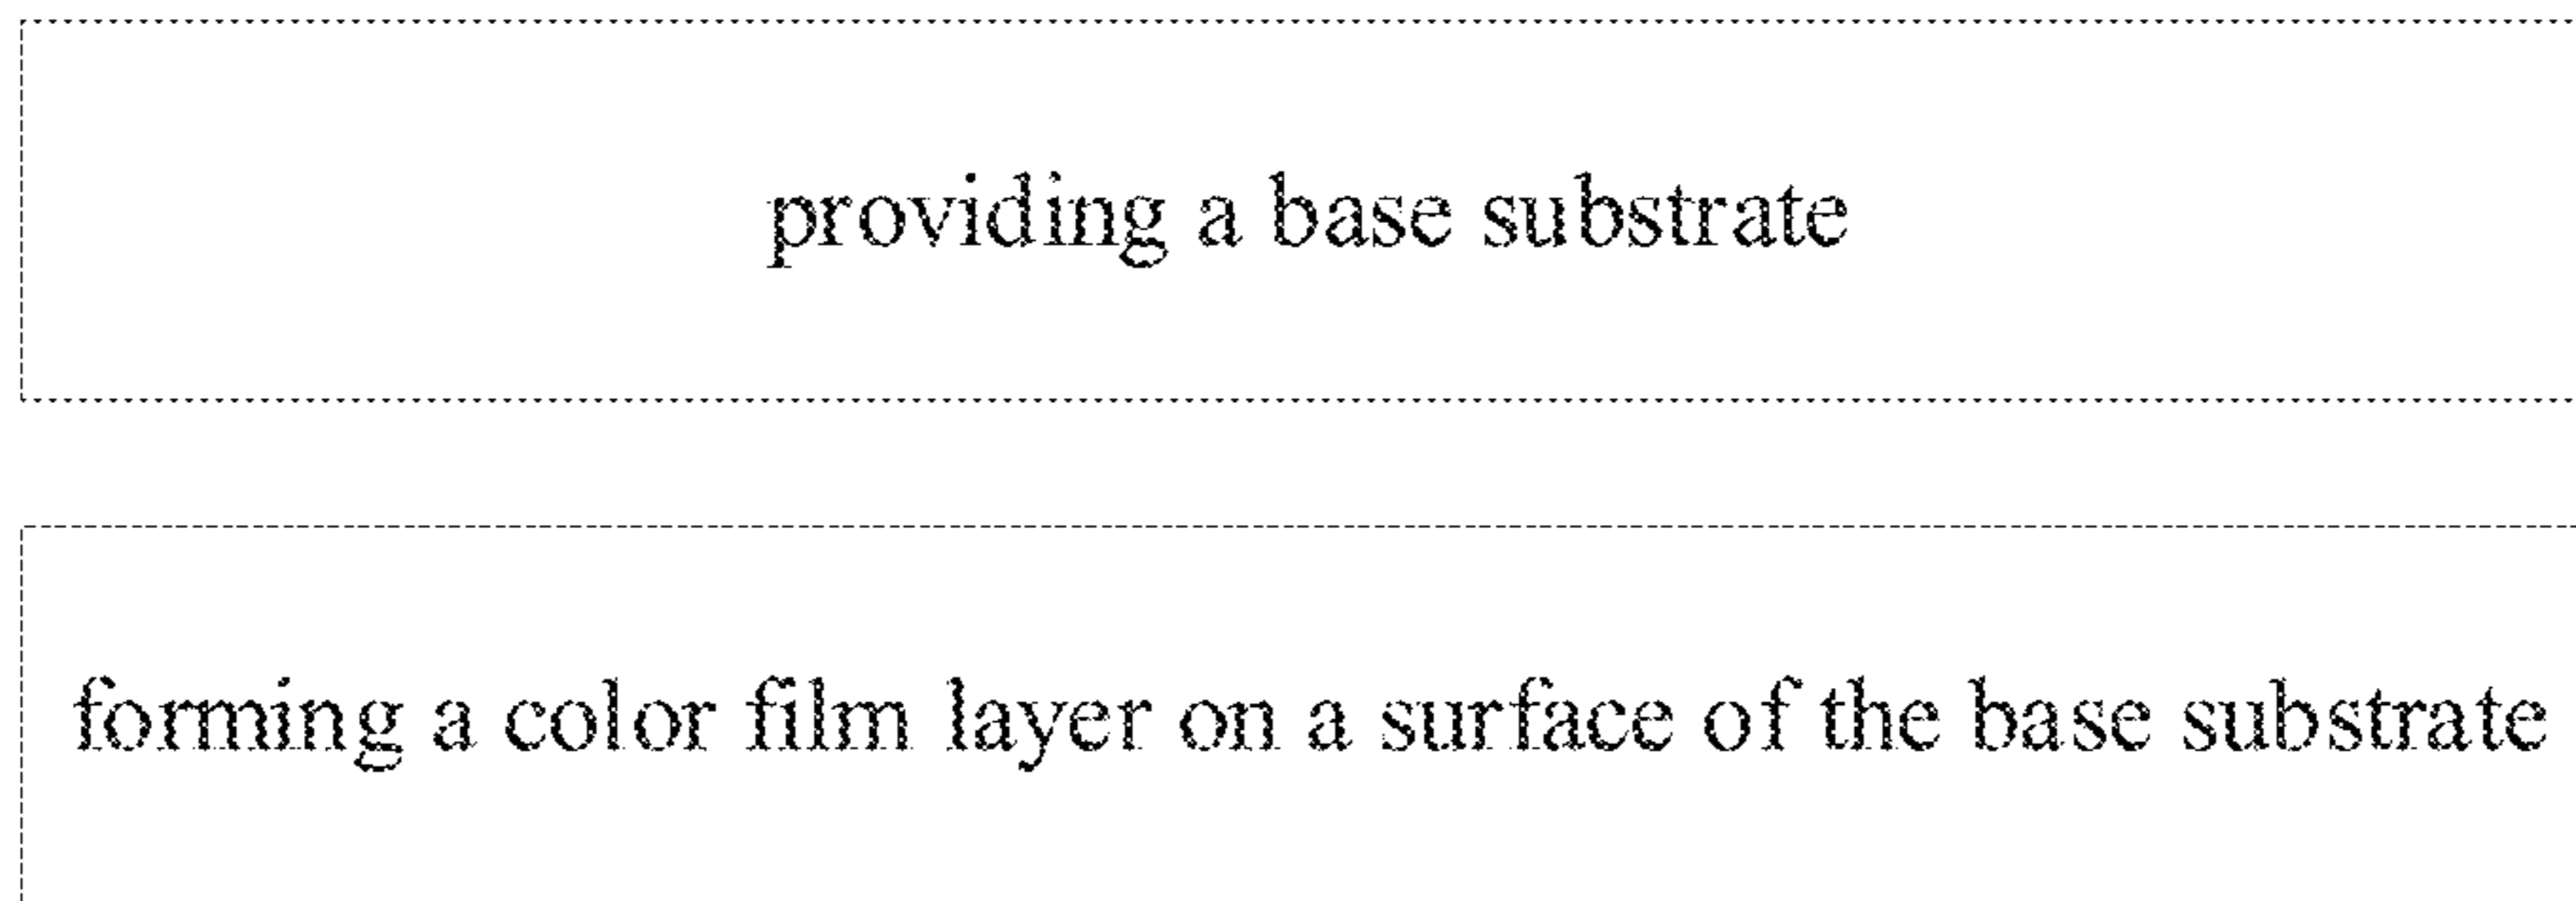 providing a base substrate
forming a color film layer on a surface of the base substrate